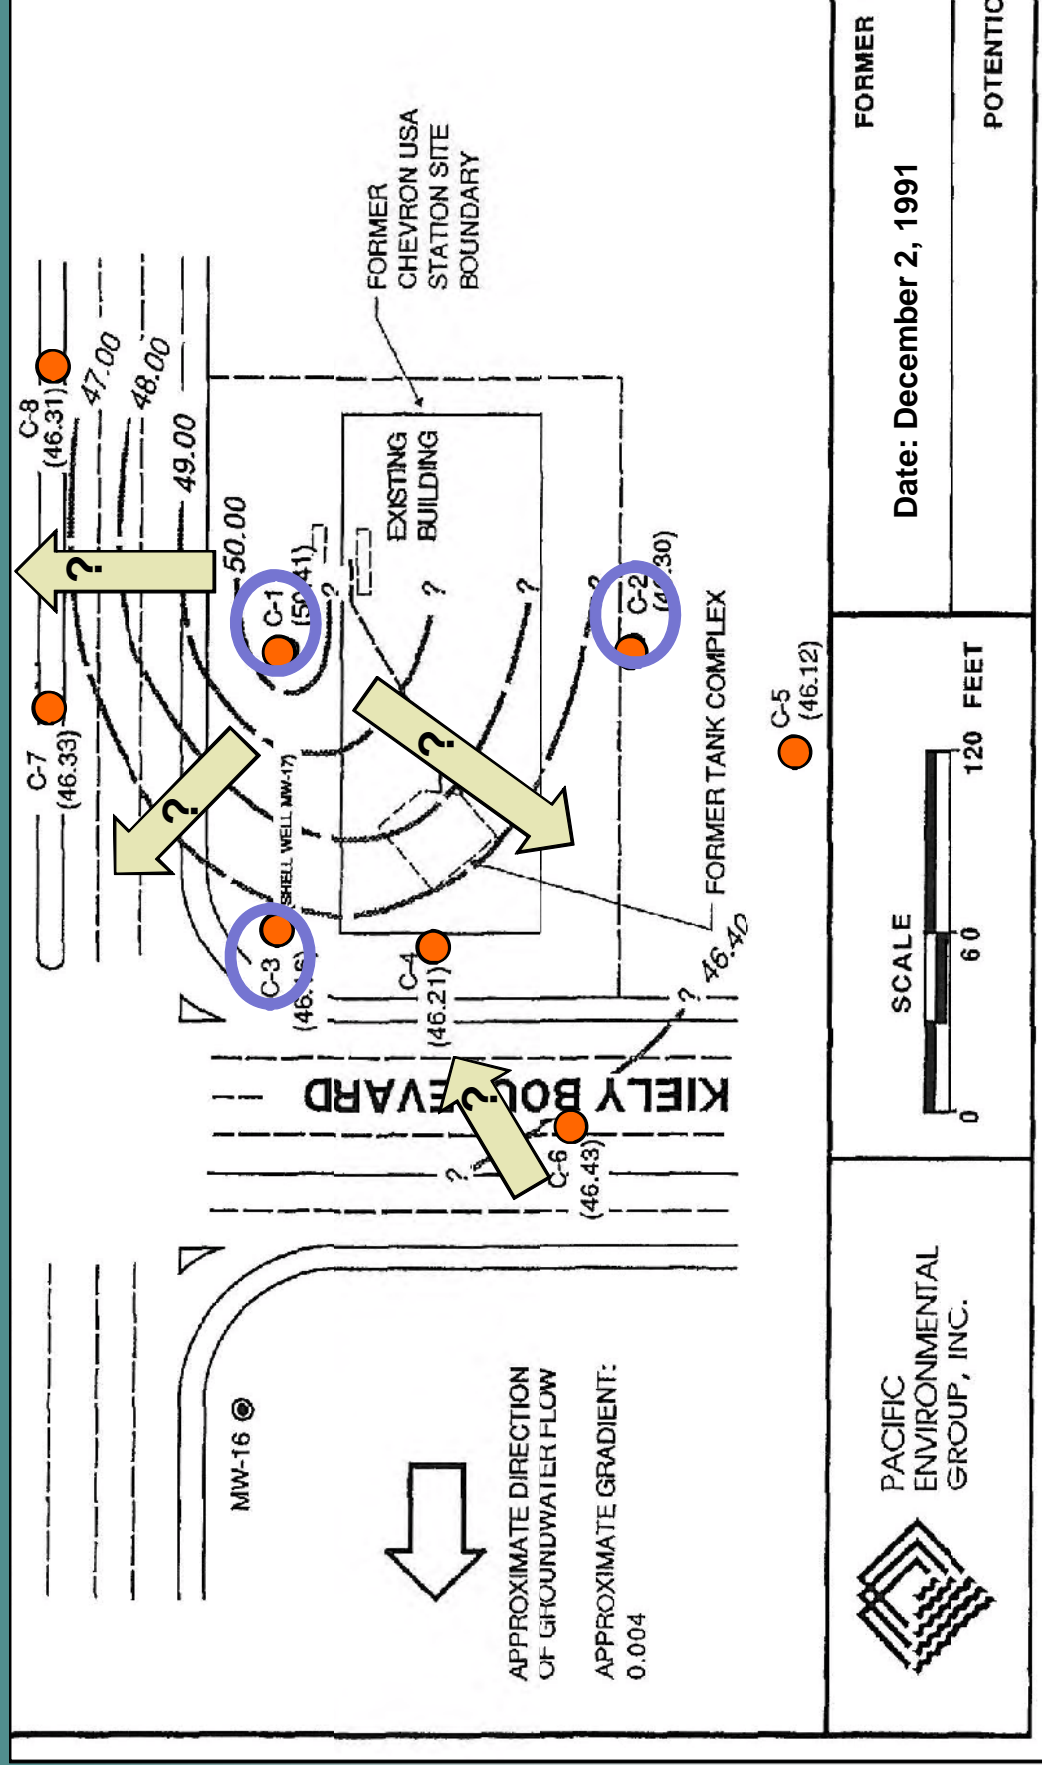 C-8
(46.31)
47.00
48.00
49.00
50.00
C-7
(46.33)
?
?
C-1
?
FORMER
CHEVRON USA
STATION SITE
BOUNDARY
EXISTING
BUILDING
?
?
?
?
C-2
SHELL WELL MW-17)
C-3
C-4
(46.21)
FORMER TANK COMPLEX
C-5
(46.12)
46.40
?
KIELY BOULEVARD
?
?
C-6
(46.43)
MW-16
APPROXIMATE DIRECTION
OF GROUNDWATER FLOW
APPROXIMATE GRADIENT:
0.004
PACIFIC
ENVIRONMENTAL
GROUP, INC.
SCALE
0 60 120 FEET
FORMER
Date: December 2, 1991